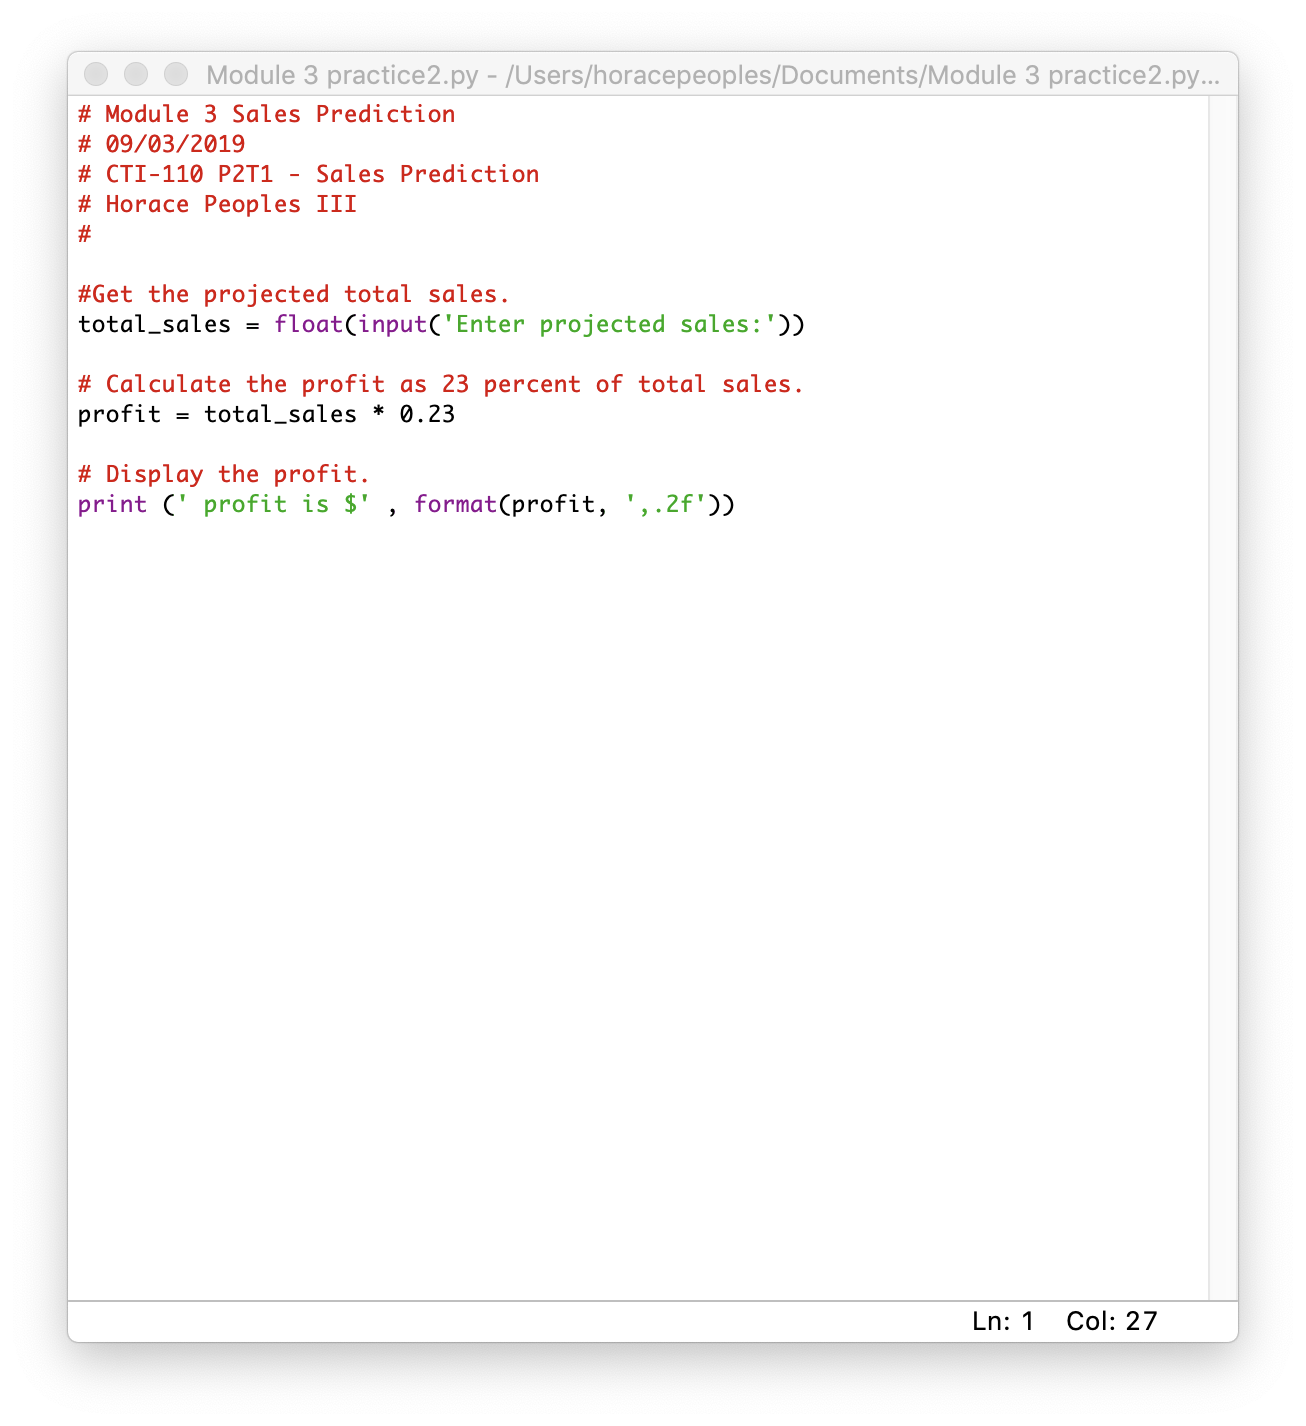 Module 3 practice2.py - /Users/horacepeoples/Documents/Module 3 practice2.py...
# Module 3 Sales Prediction
# 09/03/2019
# CTI-110 P2T1 - Sales Prediction
# Horace Peoples III
#
#Get the projected total sales.
total_sales = float(input('Enter projected sales:'))
# Calculate the profit as 23 percent of total sales.
profit = total_sales * 0.23
# Display the profit.
print (' profit is $' , format(profit, ',.2f'))
Ln: 1 Col: 27